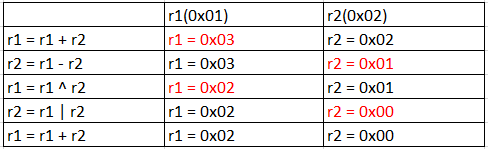 r1(0x01) r2(0x02)
r1 = r1 + r2 r1 = 0x03 r2 = 0x02
r2 = r1 - r2 r1 = 0x03 r2 = 0x01
r1 = r1 ^ r2 r1 = 0x02 r2 = 0x01
r2 = r1 | r2 r1 = 0x02 r2 = 0x00
r1 = r1 + r2 r1 = 0x02 r2 = 0x00